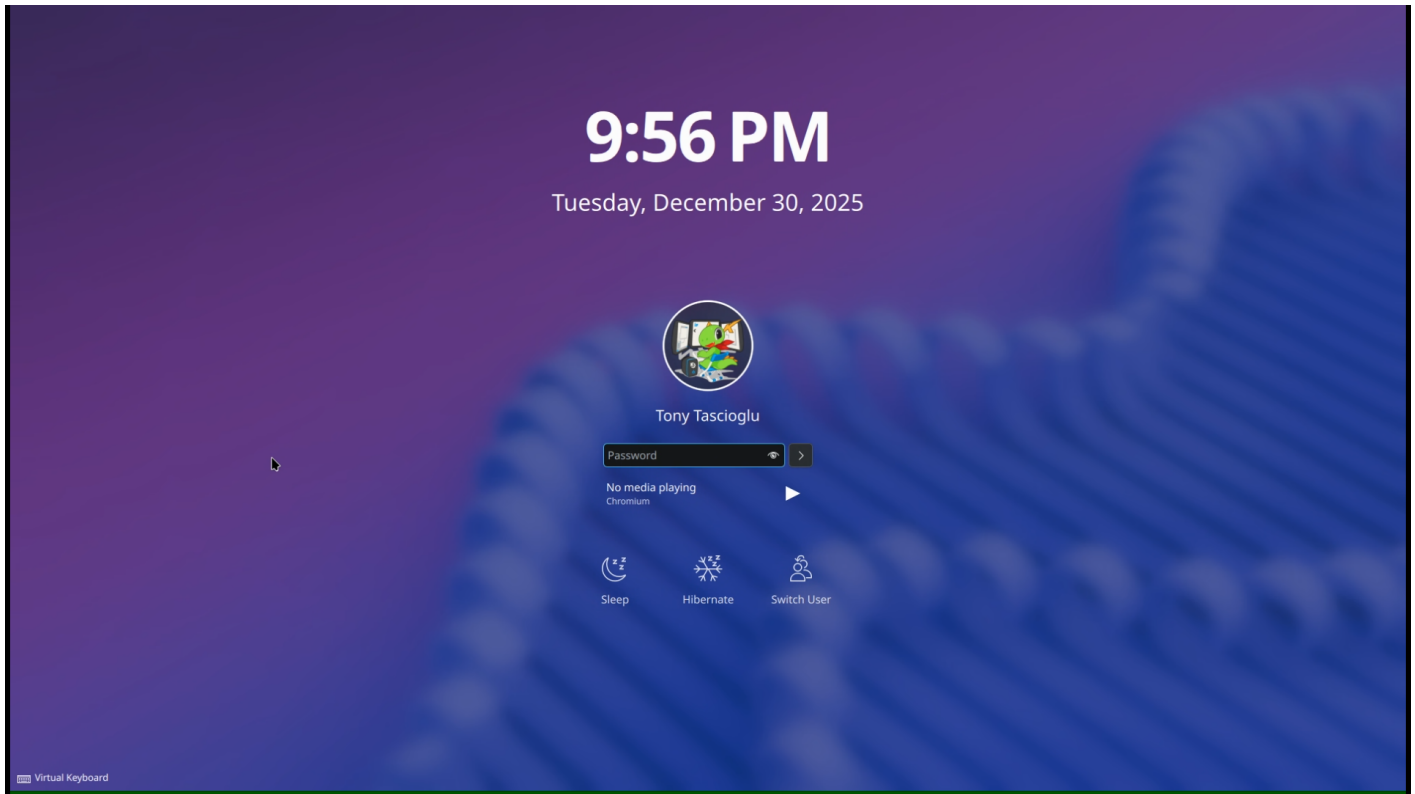 9:56 PM
Tuesday, December 30, 2025
Tony Tascioglu
Password
No media playing
Chromium
Sleep
Hibernate
Switch User
Virtual Keyboard